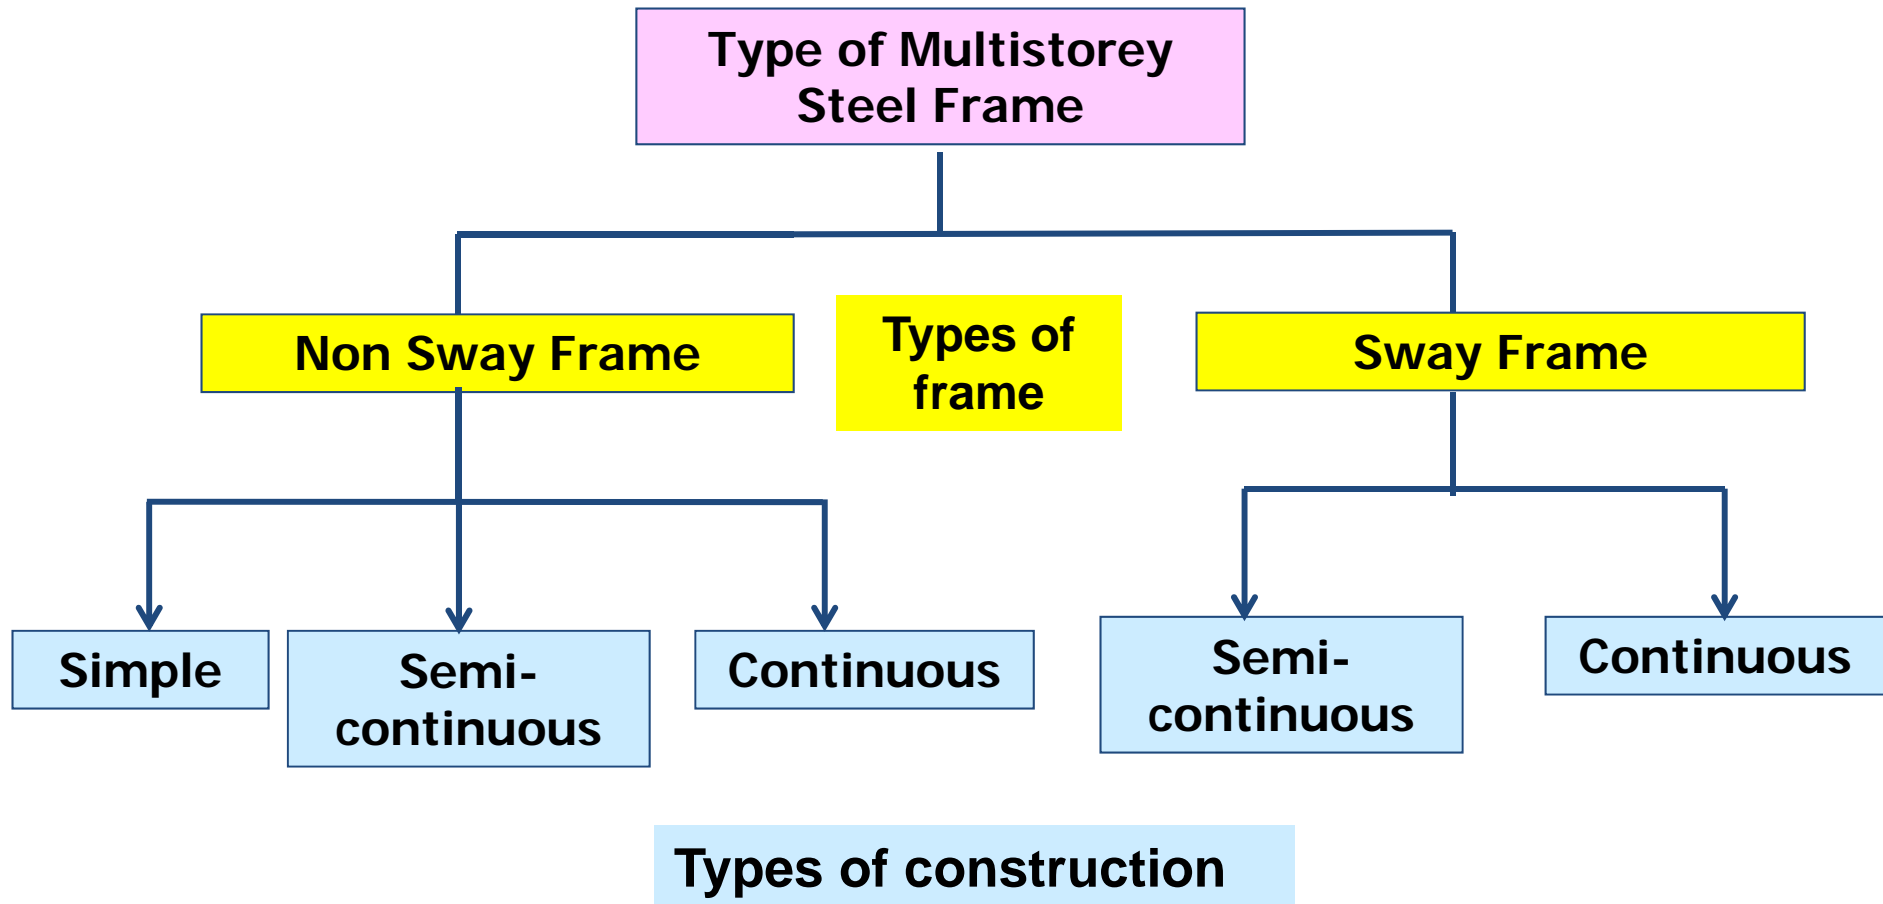 Type of Multistorey
Steel Frame
Non Sway Frame
Types of
frame
Sway Frame
Simple
Semi-
continuous
Continuous
Semi-
continuous
Continuous
Types of construction